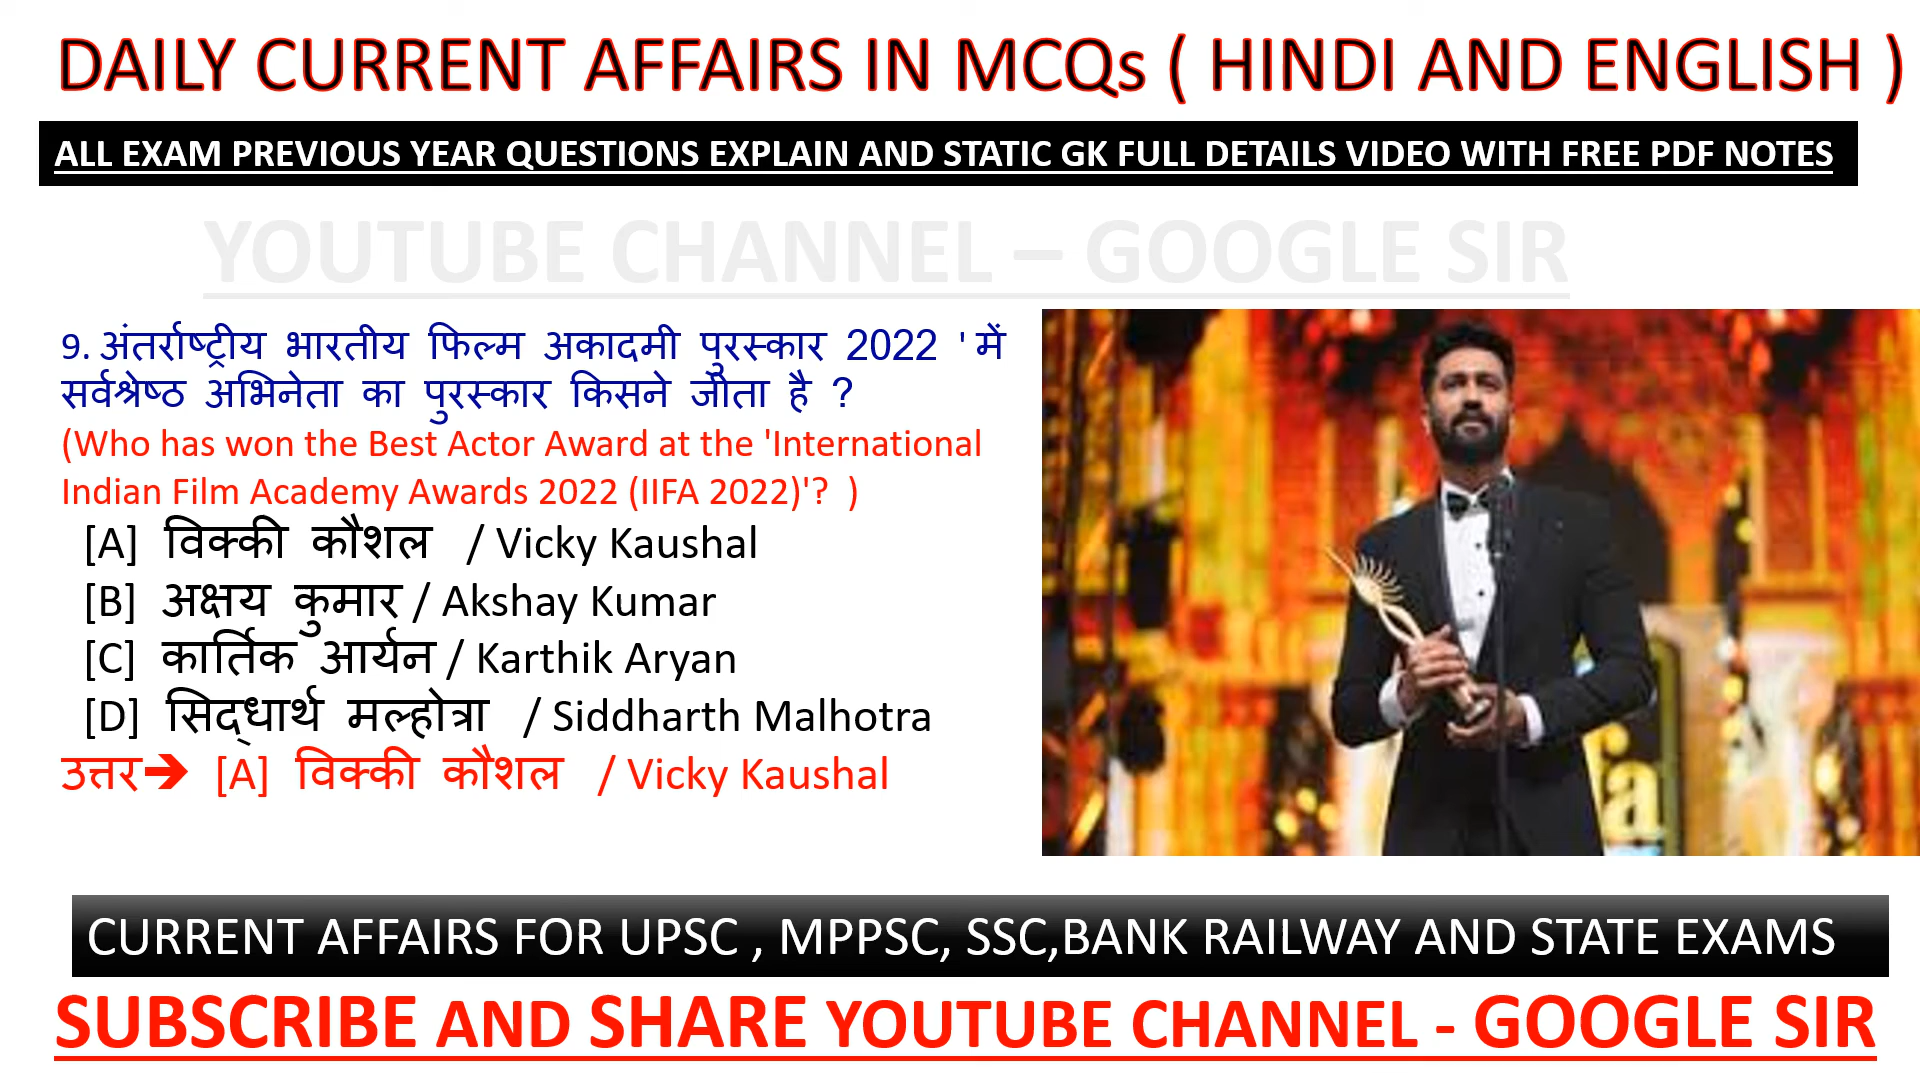 DAILY CURRENT AFFAIRS IN MCQs ( HINDI AND ENGLISH )
ALL EXAM PREVIOUS YEAR QUESTIONS EXPLAIN AND STATIC GK FULL DETAILS VIDEO WITH FREE PDF NOTES
YOUTUBE CHANNEL – GOOGLE SIR
9. अंतर्राष्ट्रीय भारतीय फिल्म अकादमी पुरस्कार 2022 ' में
सर्वश्रेष्ठ अभिनेता का पुरस्कार किसने जीता है ?
(Who has won the Best Actor Award at the 'International
Indian Film Academy Awards 2022 (IIFA 2022)'? )
[A] विक्की कौशल / Vicky Kaushal
[B] अक्षय कुमार / Akshay Kumar
[C] कार्तिक आर्यन / Karthik Aryan
[D] सिद्धार्थ मल्होत्रा / Siddharth Malhotra
उत्तर➔ [A] विक्की कौशल / Vicky Kaushal
fa
CURRENT AFFAIRS FOR UPSC , MPPSC, SSC,BANK RAILWAY AND STATE EXAMS
SUBSCRIBE AND SHARE YOUTUBE CHANNEL - GOOGLE SIR